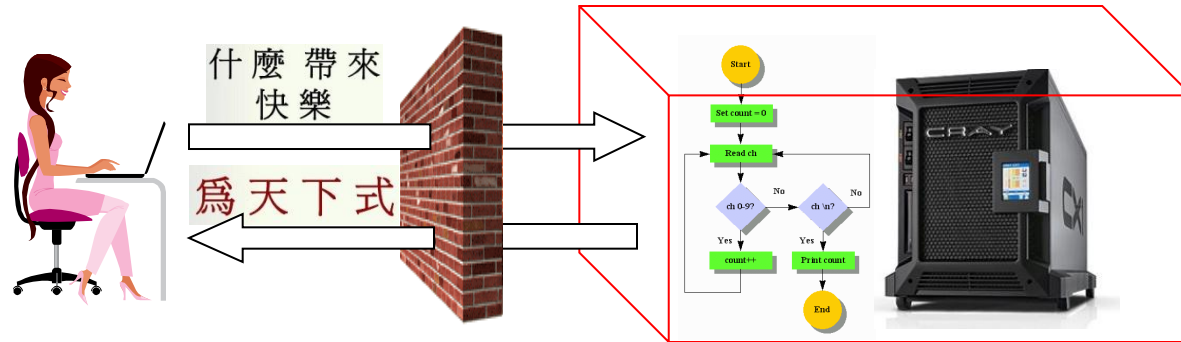 什麼帶來
快樂
爲天下式
Start
Set count = 0
Read ch
No
No
ch 0-9?
ch \n?
Yes
Yes
count++
Print count
End
CRAY
CX1